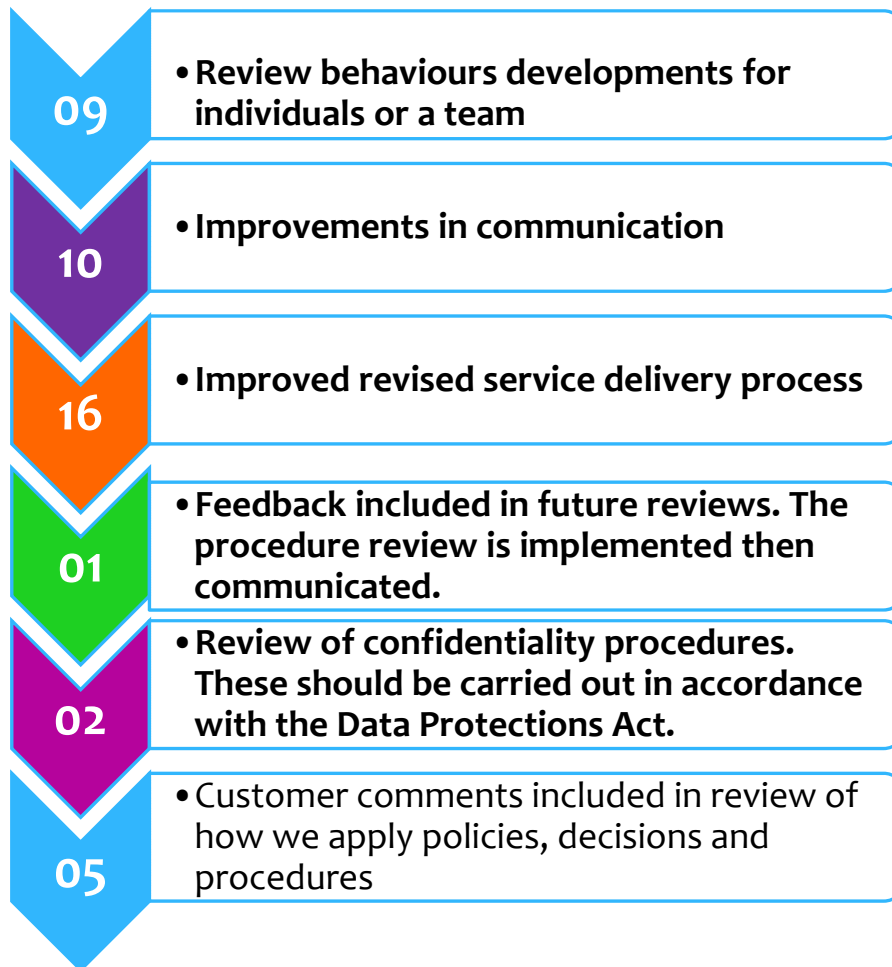 09
•Review behaviours developments for
individuals or a team
10
•Improvements in communication
16
•Improved revised service delivery process
01
•Feedback included in future reviews. The
procedure review is implemented then
communicated.
02
•Review of confidentiality procedures.
These should be carried out in accordance
with the Data Protections Act.
05
•Customer comments included in review of
how we apply policies, decisions and
procedures